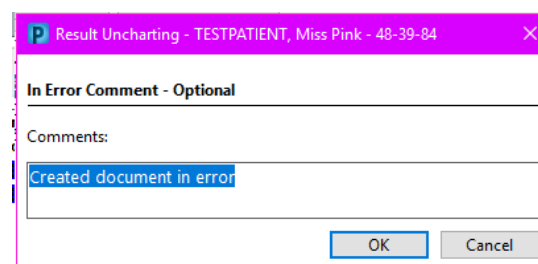 P Result Uncharting - TESTPATIENT, Miss Pink - 48-39-84
In Error Comment - Optional
Comments:
Created document in error
OK Cancel